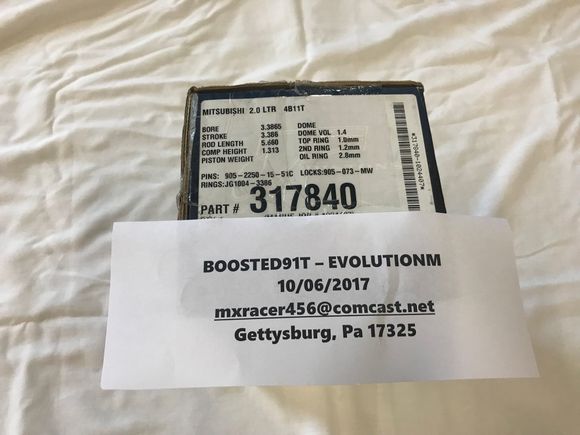 MITSUBISHI 2.0 LTR 4B11T
BORE 3.3865 DOME
STROKE 3.386 DOME VOL 1.4
ROD LENGTH 5.660 TOP RING 1.0mm
COMP HEIGHT 1.313 2ND RING 1.2mm
PISTON WEIGHT OIL RING 2.8mm
PINS: 905-2250-15-51C LOCKS:905-073-MW
RINGS:JG1004-3386
PART # 317840
BOOSTED91T – EVOLUTIONM
10/06/2017
mxracer456@comcast.net
Gettysburg, Pa 17325